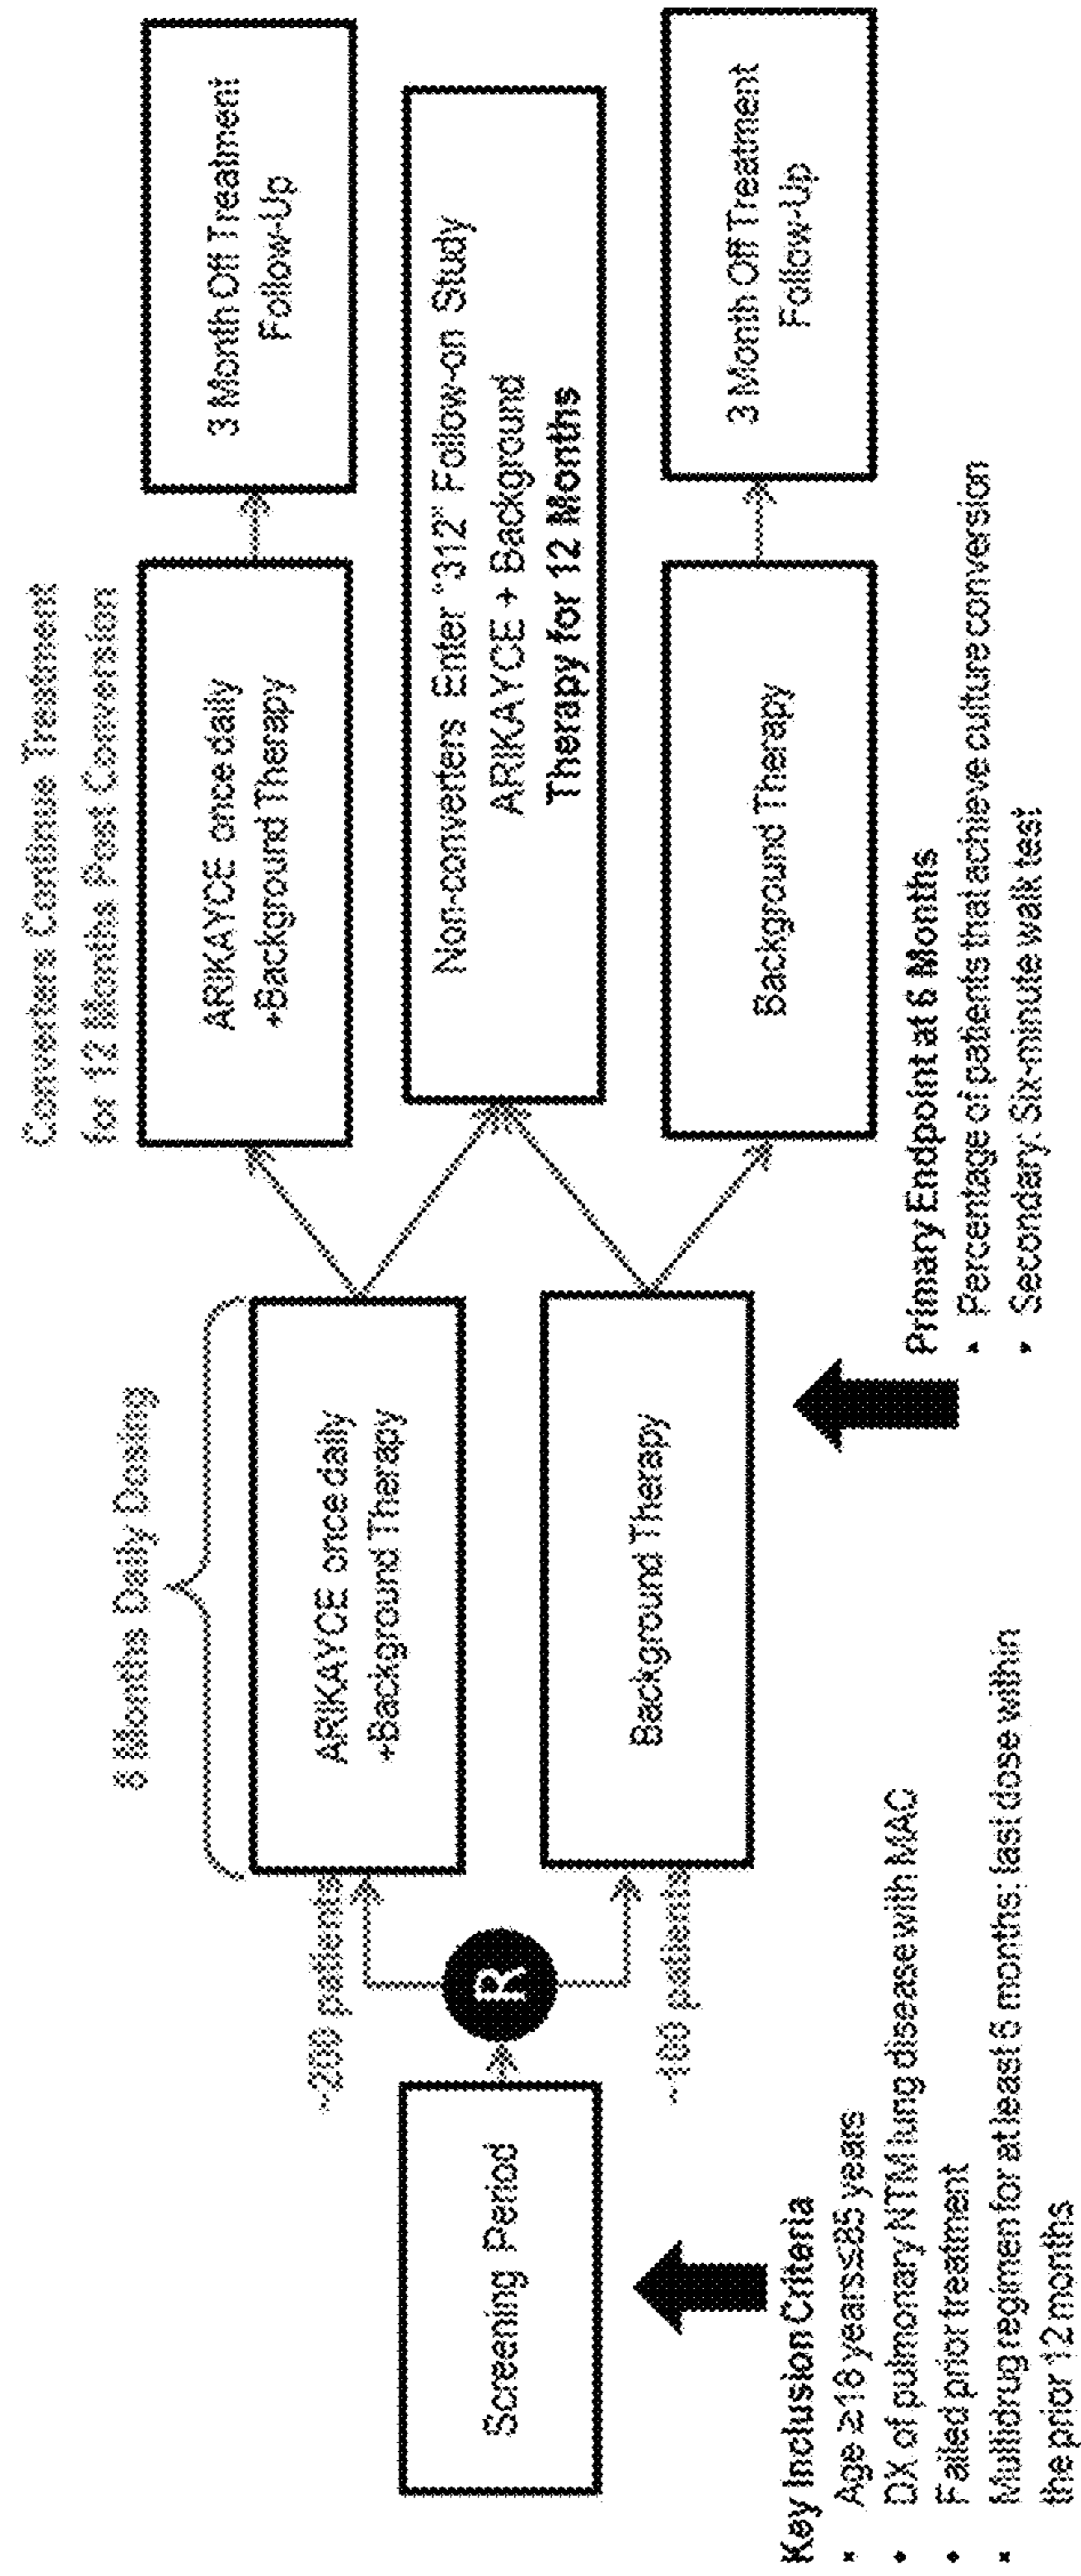 Screening Period
Key Inclusion Criteria
Age ≥18 years≤85 years
DX of pulmonary NTM lung disease with MAC
Failed prior treatment
Multidrug regimen for at least 6 months; last dose within
the prior 12 months
R
~200 patients
~100 patients
8 Months Daily Dosing
ARIKAYCE once daily
+Background Therapy
Background Therapy
Primary Endpoint at 6 Months
Percentage of patients that achieve culture conversion
Secondary: Six-minute walk test
Converters Continue Treatment
for 12 Months Post Conversion
ARIKAYCE once daily
+Background Therapy
Non-converters Enter "312" Follow-on Study
ARIKAYCE + Background
Therapy for 12 Months
Background Therapy
3 Month Off Treatment
Follow-Up
3 Month Off Treatment
Follow-Up